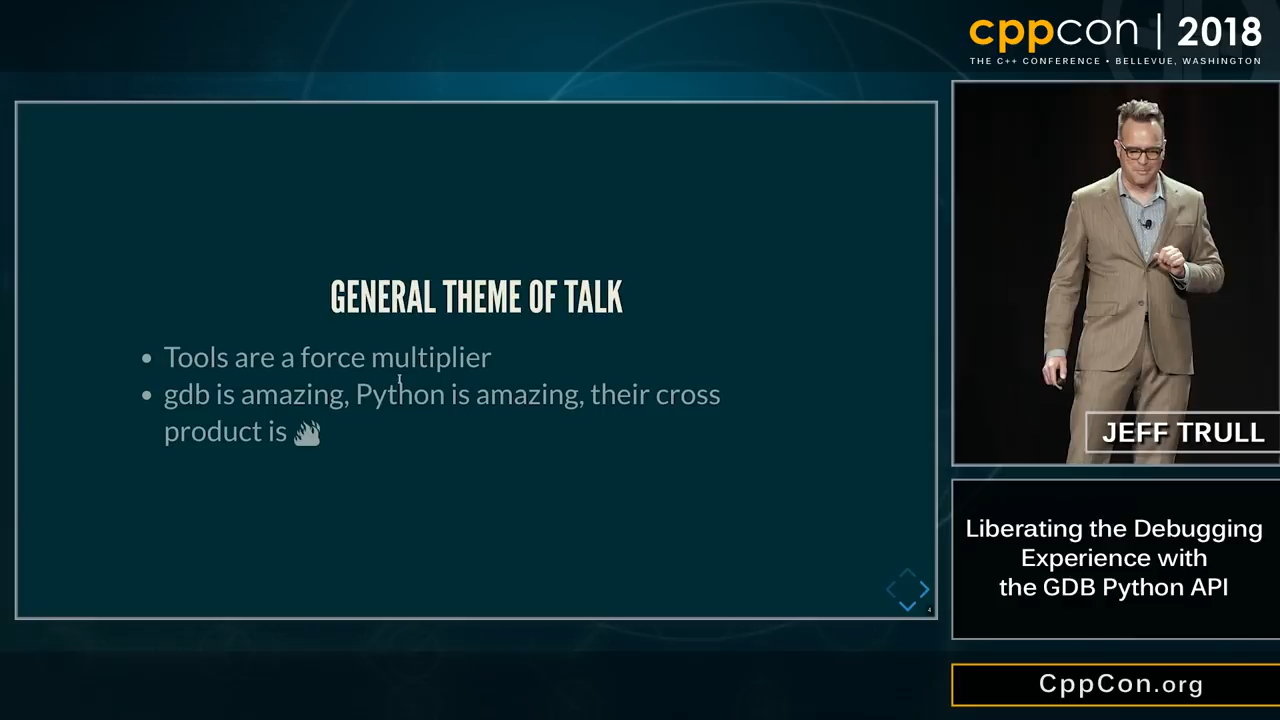 cppcon | 2018
THE C++ CONFERENCE • BELLEVUE, WASHINGTON
GENERAL THEME OF TALK
• Tools are a force multiplier
• gdb is amazing, Python is amazing, their cross
product is
4
JEFF TRULL
Liberating the Debugging
Experience with
the GDB Python API
CppCon.org